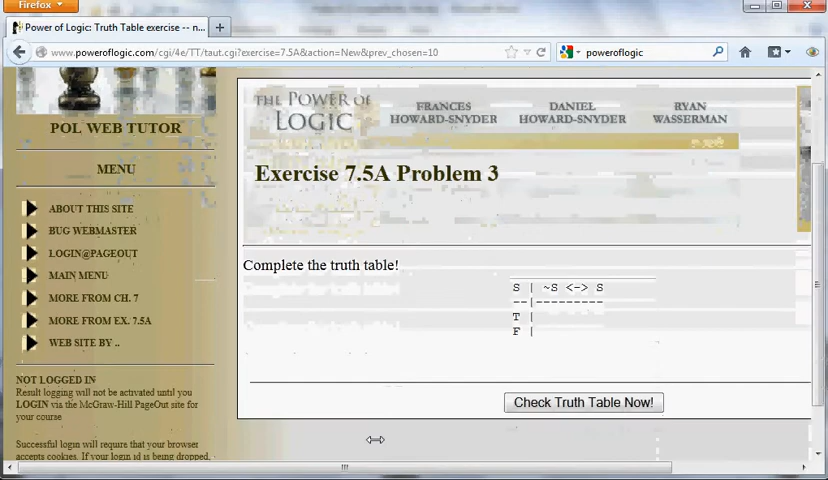 Firefox
Power of Logic: Truth Table exercise -- n...
www.poweroflogic.com/cgi/4e/TT/taut.cgi?exercise=7.5A&action=New&prev_chosen=10
poweroflogic
THE POWER OF LOGIC
FRANCES HOWARD-SNYDER
DANIEL HOWARD-SNYDER
RYAN WASSERMAN
POL WEB TUTOR
MENU
ABOUT THIS SITE
BUG WEBMASTER
LOGIN@PAGEOUT
MAIN MENU
MORE FROM CH. 7
MORE FROM EX. 7.5A
WEB SITE BY ..
NOT LOGGED IN
Result logging will not be activated until you
LOGIN via the McGraw-Hill PageOut site for
your course
Successful login will require that your browser
accepts cookies. If your login id is being dropped,
Exercise 7.5A Problem 3
Complete the truth table!
S | ~S <-> S
--|---------
T |
F |
Check Truth Table Now!